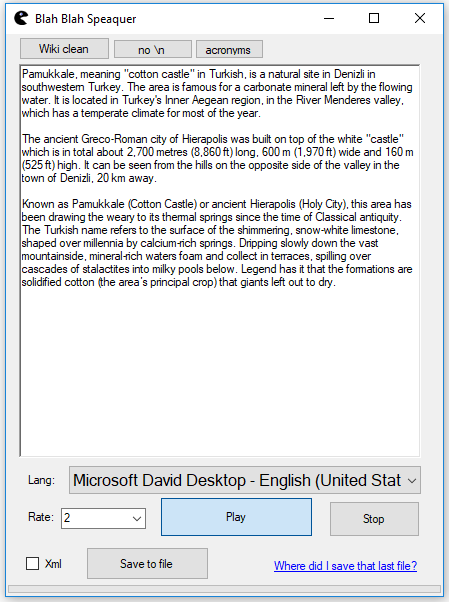 Blah Blah Speaquer
Wiki clean
no \n
acronyms
Pamukkale, meaning "cotton castle" in Turkish, is a natural site in Denizli in
southwestern Turkey. The area is famous for a carbonate mineral left by the flowing
water. It is located in Turkey's Inner Aegean region, in the River Menderes valley,
which has a temperate climate for most of the year.
The ancient Greco-Roman city of Hierapolis was built on top of the white "castle"
which is in total about 2,700 metres (8,860 ft) long, 600 m (1,970 ft) wide and 160 m
(525 ft) high. It can be seen from the hills on the opposite side of the valley in the
town of Denizli, 20 km away.
Known as Pamukkale (Cotton Castle) or ancient Hierapolis (Holy City), this area has
been drawing the weary to its thermal springs since the time of Classical antiquity.
The Turkish name refers to the surface of the shimmering, snow-white limestone,
shaped over millennia by calcium-rich springs. Dripping slowly down the vast
mountainside, mineral-rich waters foam and collect in terraces, spilling over
cascades of stalactites into milky pools below. Legend has it that the formations are
solidified cotton (the area's principal crop) that giants left out to dry.
Lang:
Microsoft David Desktop - English (United Stat
Rate:
2
Play
Stop
Xml
Save to file
Where did I save that last file?